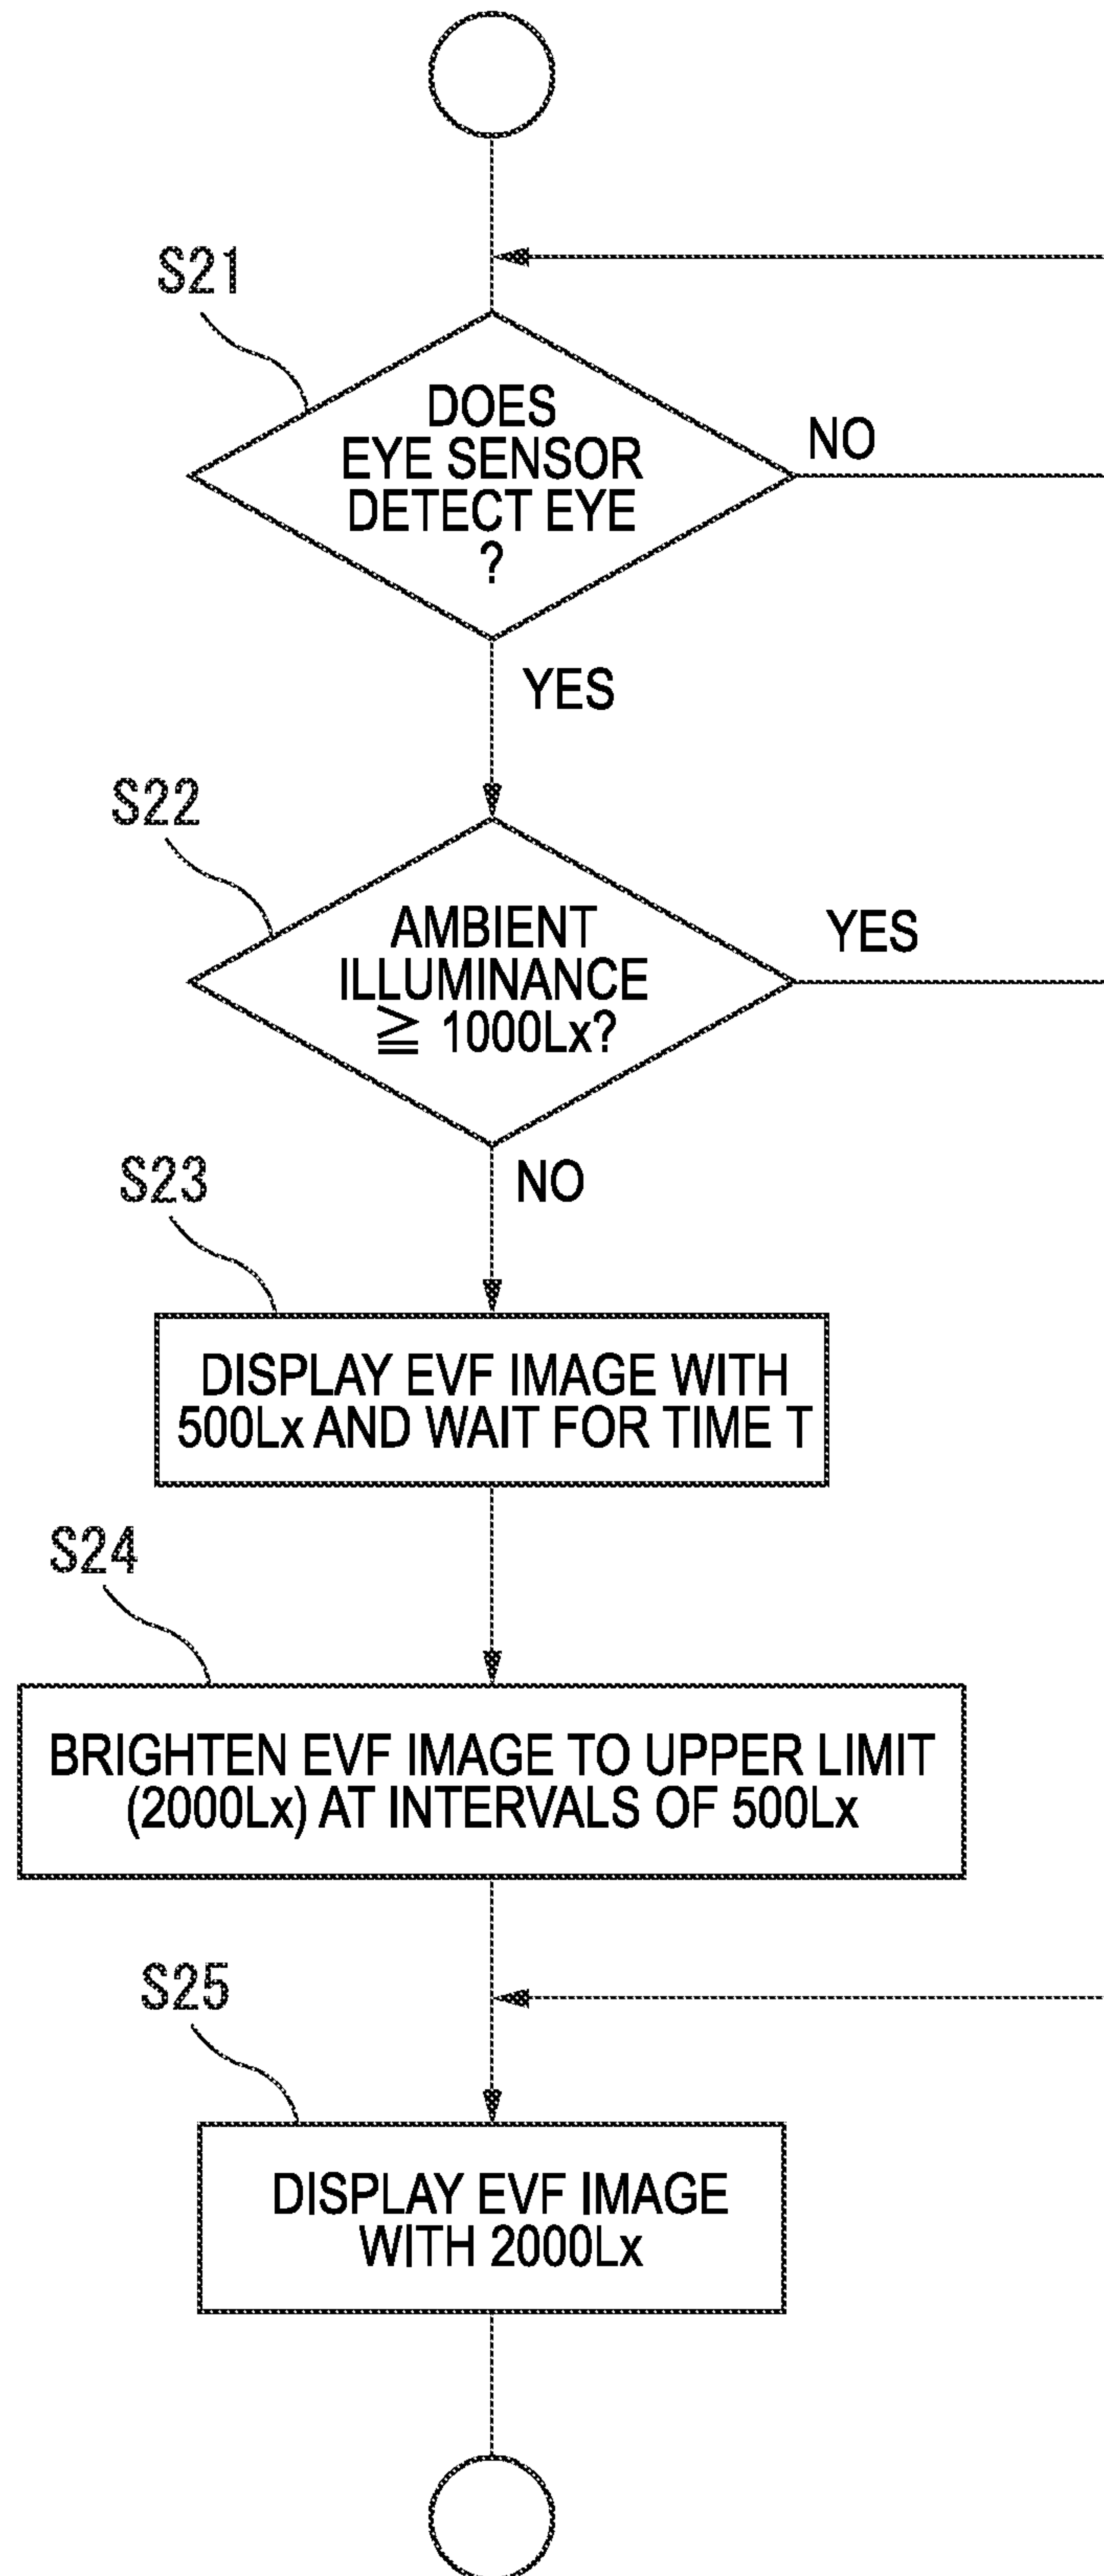 S21
DOES
EYE SENSOR
DETECT EYE
?
NO
YES
S22
AMBIENT
ILLUMINANCE
≧ 1000Lx?
YES
NO
S23
DISPLAY EVF IMAGE WITH
500Lx AND WAIT FOR TIME T
S24
BRIGHTEN EVF IMAGE TO UPPER LIMIT
(2000Lx) AT INTERVALS OF 500Lx
S25
DISPLAY EVF IMAGE
WITH 2000Lx